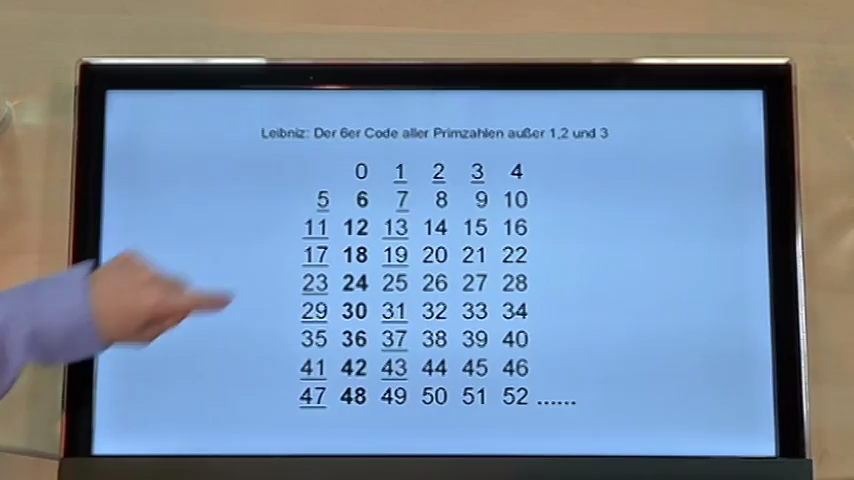 Leibniz: Der 6er Code aller Primzahlen außer 1,2 und 3
0 1 2 3 4
5 6 7 8 9 10
11 12 13 14 15 16
17 18 19 20 21 22
23 24 25 26 27 28
29 30 31 32 33 34
35 36 37 38 39 40
41 42 43 44 45 46
47 48 49 50 51 52 ......